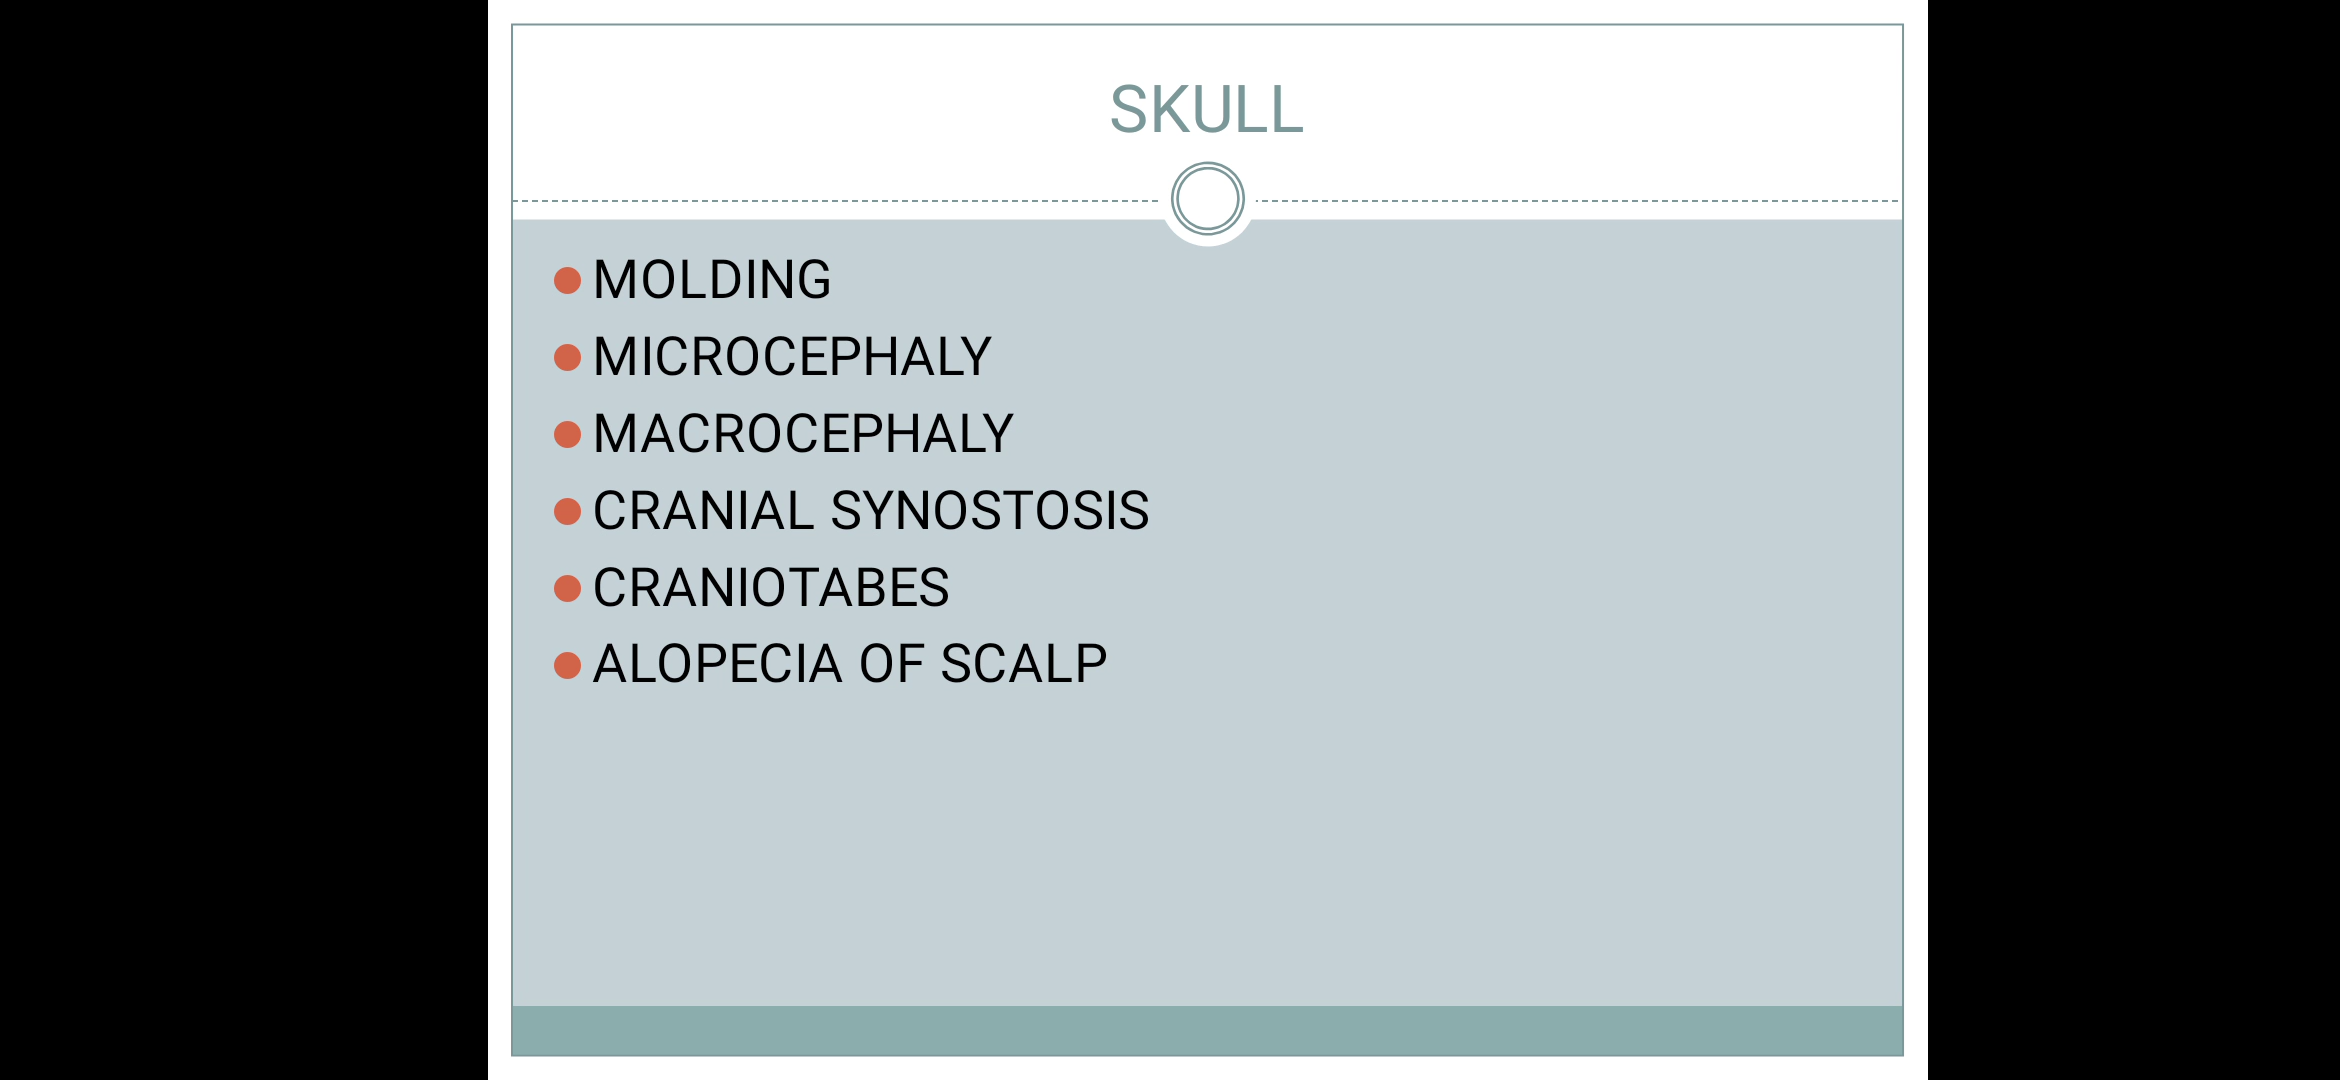 SKULL
MOLDING
MICROCEPHALY
MACROCEPHALY
CRANIAL SYNOSTOSIS
CRANIOTABES
ALOPECIA OF SCALP